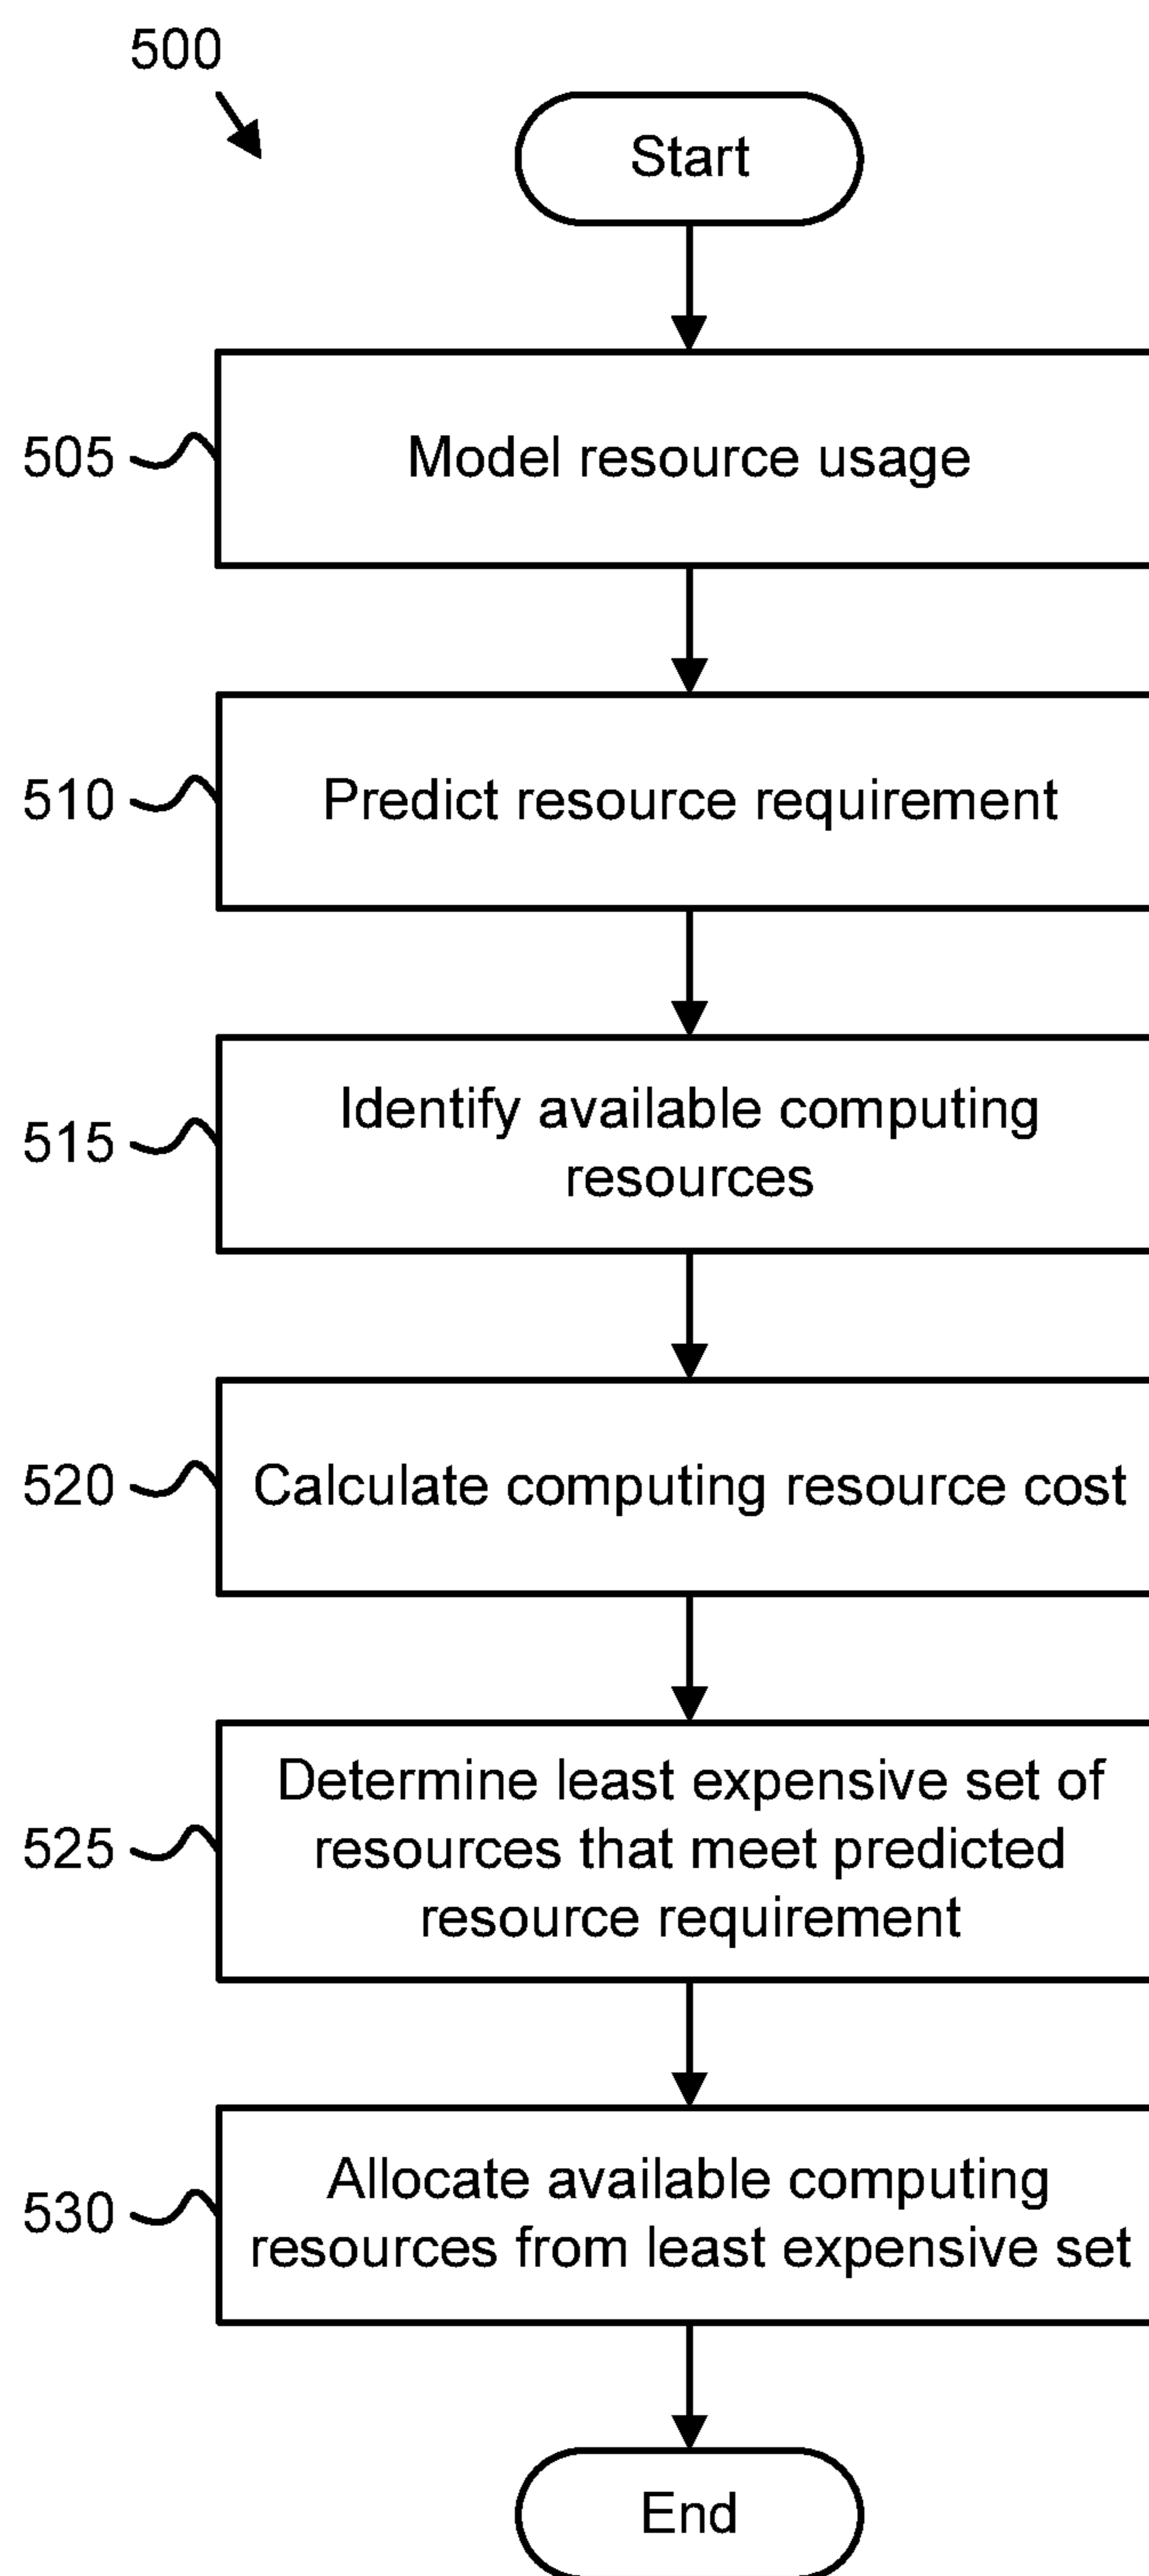 500
Start
505
Model resource usage
510
Predict resource requirement
515
Identify available computing
resources
520
Calculate computing resource cost
525
Determine least expensive set of
resources that meet predicted
resource requirement
530
Allocate available computing
resources from least expensive set
End